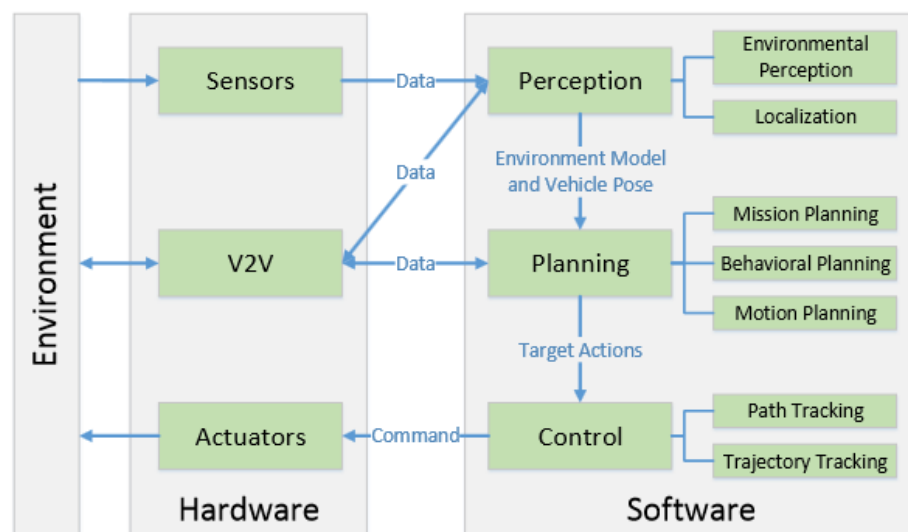 Environment
Sensors
Data
Perception
Environmental
Perception
Localization
Data
Environment Model
and Vehicle Pose
V2V
Data
Planning
Mission Planning
Behavioral Planning
Motion Planning
Target Actions
Actuators
Command
Control
Path Tracking
Trajectory Tracking
Hardware
Software